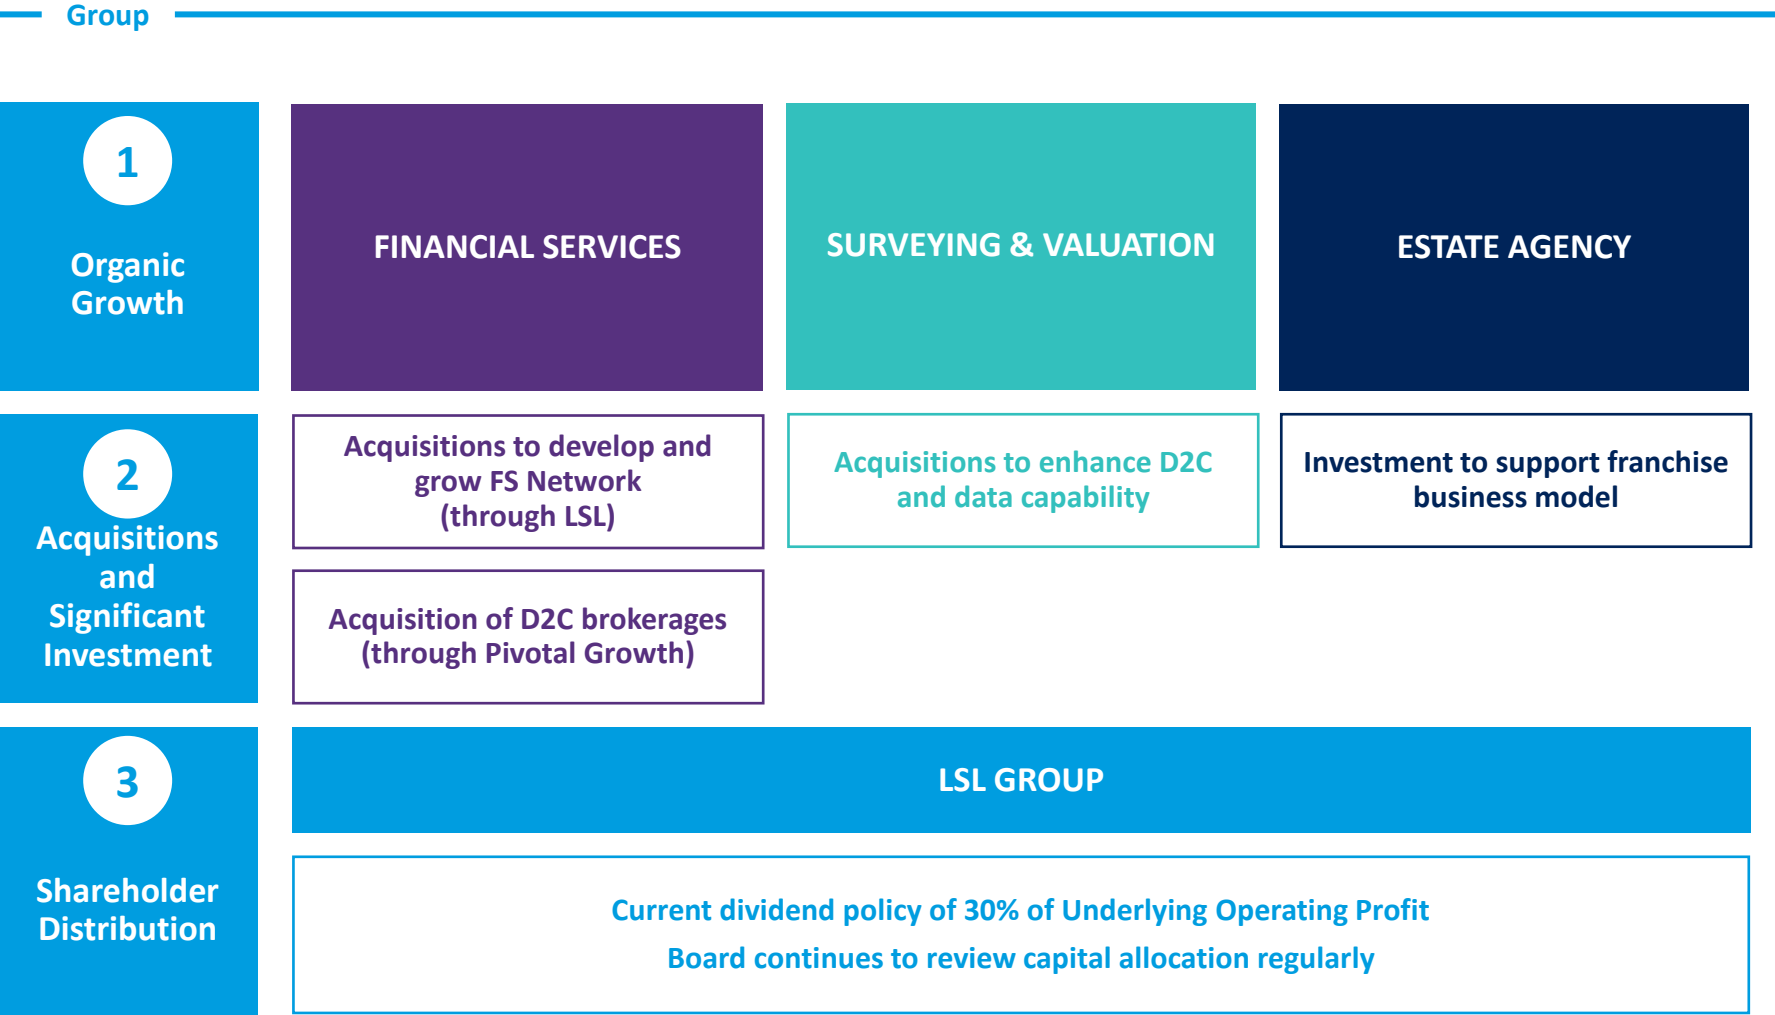 Group
1
Organic
Growth
FINANCIAL SERVICES
SURVEYING & VALUATION
ESTATE AGENCY
2
Acquisitions
and
Significant
Investment
Acquisitions to develop and
grow FS Network
(through LSL)
Acquisitions to enhance D2C
and data capability
Investment to support franchise
business model
Acquisition of D2C brokerages
(through Pivotal Growth)
3
Shareholder
Distribution
LSL GROUP
Current dividend policy of 30% of Underlying Operating Profit
Board continues to review capital allocation regularly